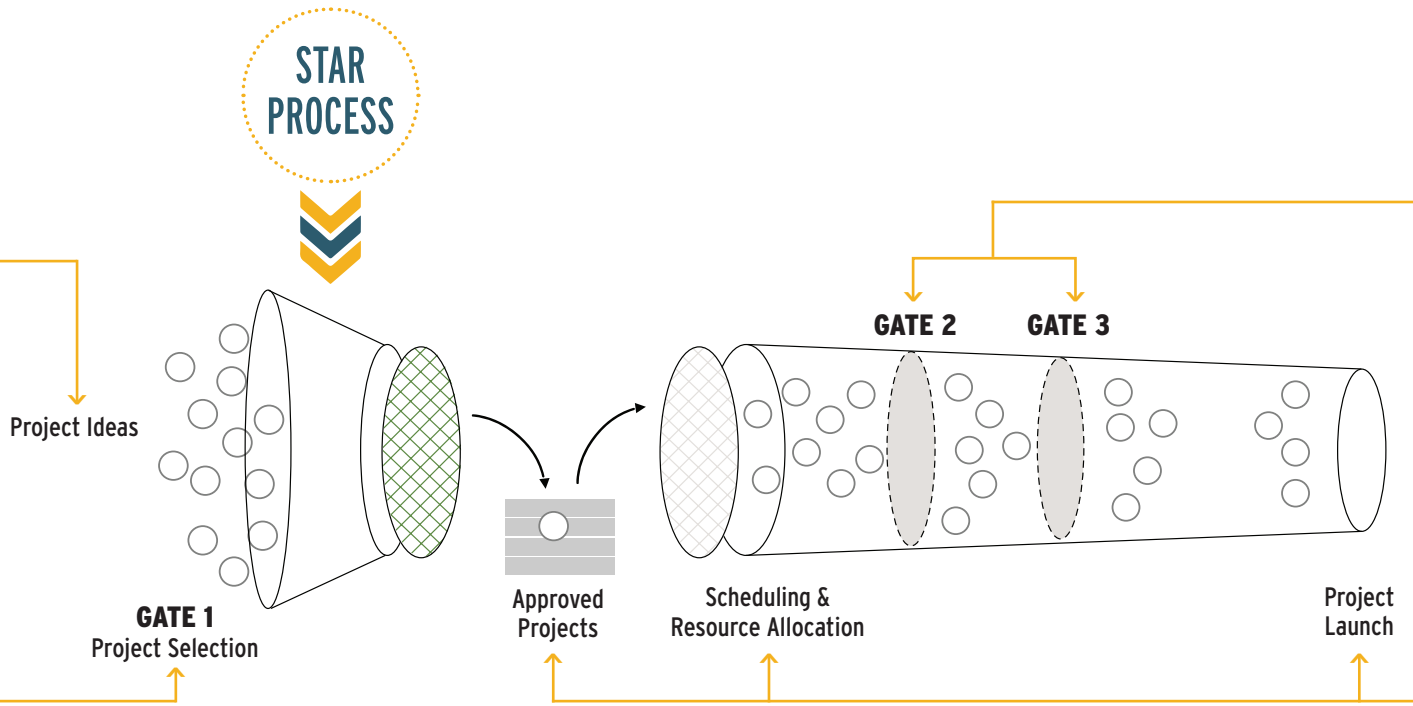 STAR
PROCESS
GATE 2
GATE 3
Project Ideas
GATE 1
Project Selection
Approved
Projects
Scheduling &
Resource Allocation
Project
Launch